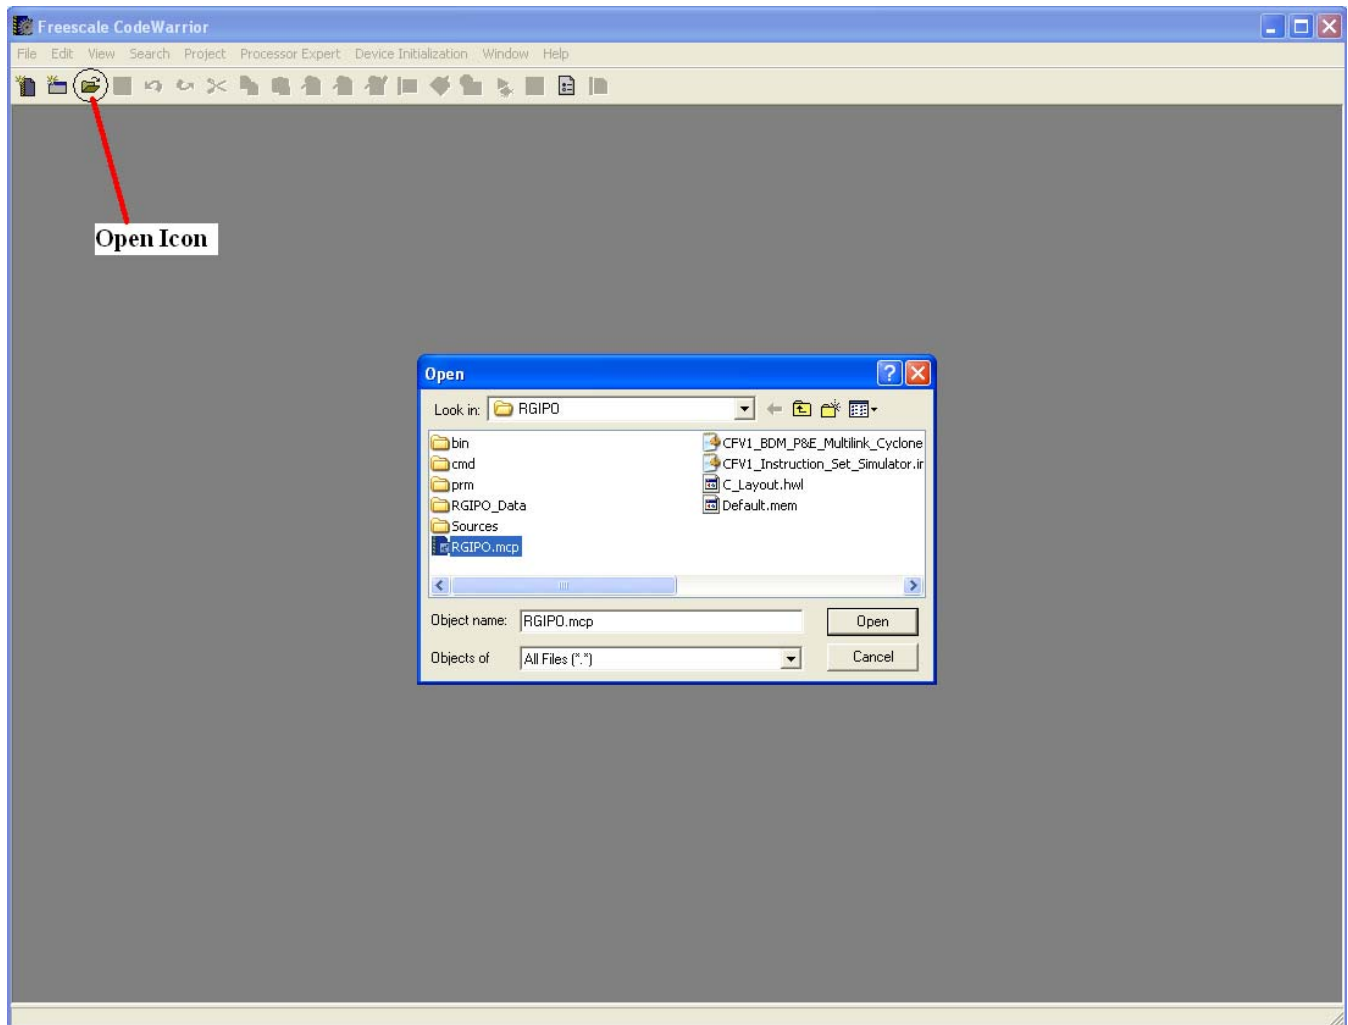 Freescale CodeWarrior
File Edit View Search Project Processor Expert Device Initialization Window Help
Open Icon
Open
Look in: RGIPO
bin
cmd
prm
RGIPO_Data
Sources
RGIPO.mcp
CFV1_BDM_P&E_Multilink_Cyclone
CFV1_Instruction_Set_Simulator.ir
C_Layout.hwl
Default.mem
Object name: RGIPO.mcp Open
Objects of All Files (*.*) Cancel